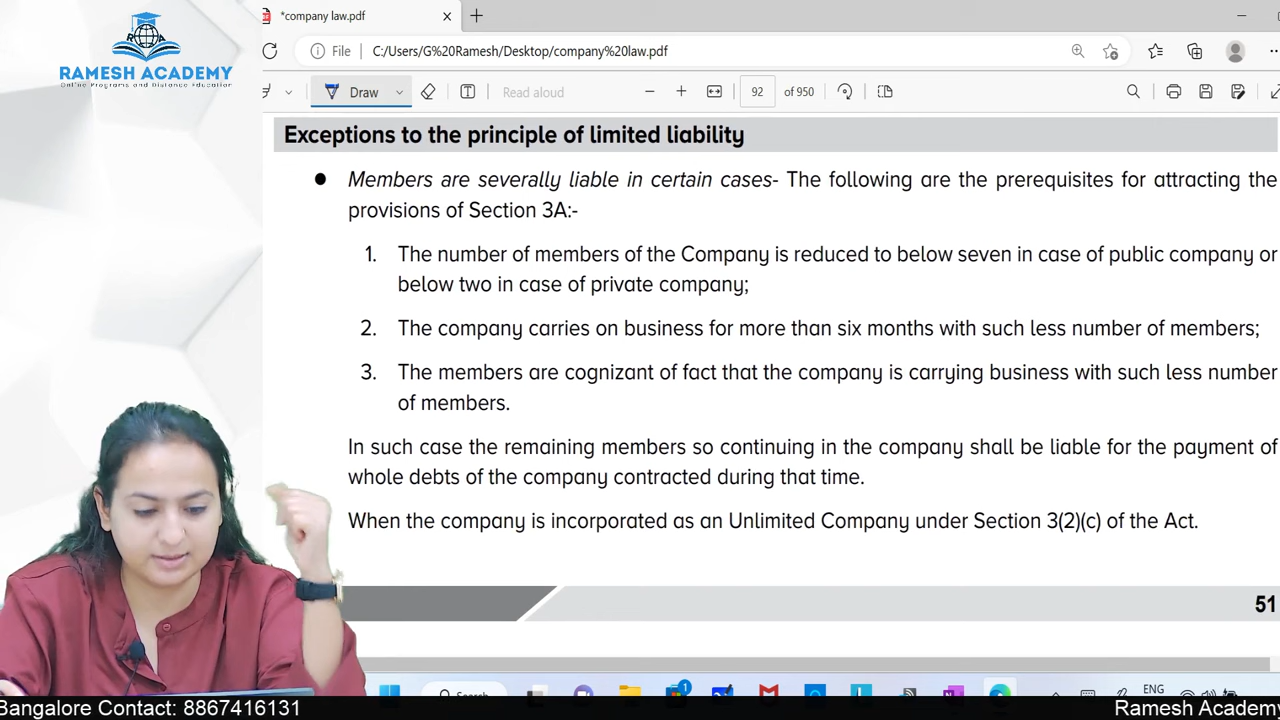 *company law.pdf
RAMESH ACADEMY
Online Programs and Distance Education
File C:/Users/G%20Ramesh/Desktop/company%20law.pdf
Draw Read aloud 92 of 950
Exceptions to the principle of limited liability
● Members are severally liable in certain cases- The following are the prerequisites for attracting the
provisions of Section 3A:-
1. The number of members of the Company is reduced to below seven in case of public company or
below two in case of private company;
2. The company carries on business for more than six months with such less number of members;
3. The members are cognizant of fact that the company is carrying business with such less number
of members.
In such case the remaining members so continuing in the company shall be liable for the payment of
whole debts of the company contracted during that time.
When the company is incorporated as an Unlimited Company under Section 3(2)(c) of the Act.
51
Search
ENG
Bangalore Contact: 8867416131
Ramesh Academy